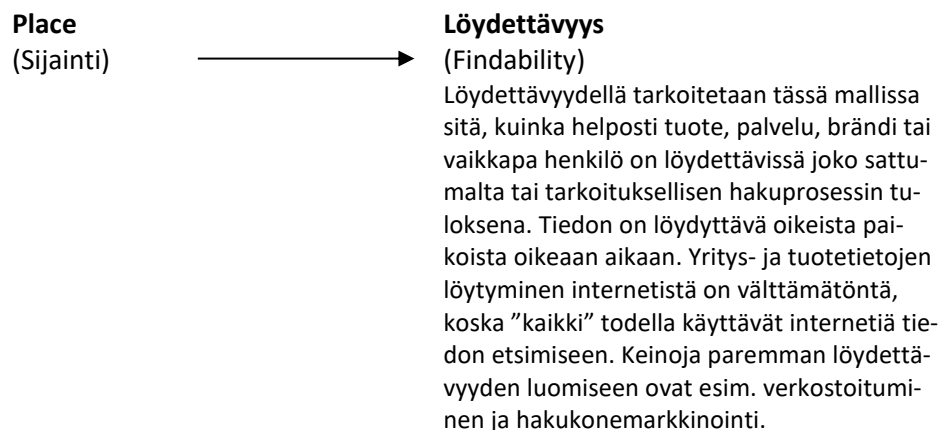 Place
(Sijainti)
Löydettävyys
(Findability)
Löydettävyydellä tarkoitetaan tässä mallissa
sitä, kuinka helposti tuote, palvelu, brändi tai
vaikkapa henkilö on löydettävissä joko sattu-
malta tai tarkoituksellisen hakuprosessin tu-
loksena. Tiedon on löydyttävä oikeista pai-
koista oikeaan aikaan. Yritys- ja tuotetietojen
löytyminen internetistä on välttämätöntä,
koska ”kaikki” todella käyttävät internetiä tie-
don etsimiseen. Keinoja paremman löydettä-
vyyden luomiseen ovat esim. verkostoitumi-
nen ja hakukonemarkkinointi.